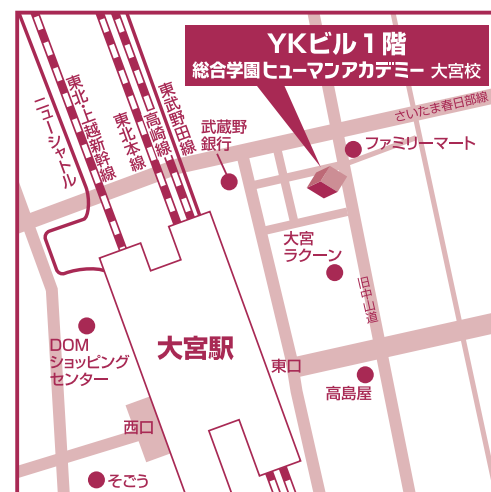 YKビル1階
総合学園ヒューマンアカデミー 大宮校
さいたま春日部線
ファミリーマート
東武野田線
高崎線
東北本線
東北・上越新幹線
ニューシャトル
武蔵野
銀行
大宮
ラクーン
旧中山道
DOM
ショッピング
センター
大宮駅
東口
高島屋
西口
そごう